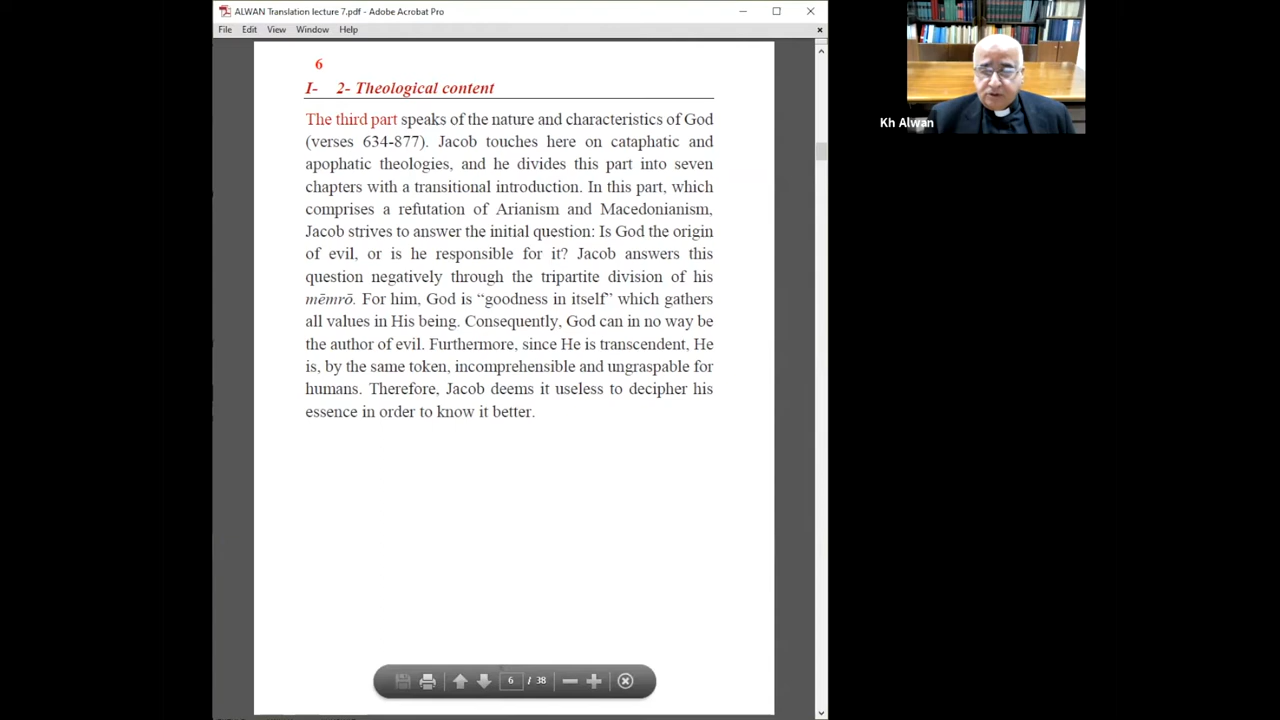 ALWAN Translation lecture 7.pdf - Adobe Acrobat Pro
File Edit View Window Help
6
I- 2- Theological content
The third part speaks of the nature and characteristics of God
(verses 634-877). Jacob touches here on cataphatic and
apophatic theologies, and he divides this part into seven
chapters with a transitional introduction. In this part, which
comprises a refutation of Arianism and Macedonianism,
Jacob strives to answer the initial question: Is God the origin
of evil, or is he responsible for it? Jacob answers this
question negatively through the tripartite division of his
mēmrō. For him, God is “goodness in itself” which gathers
all values in His being. Consequently, God can in no way be
the author of evil. Furthermore, since He is transcendent, He
is, by the same token, incomprehensible and ungraspable for
humans. Therefore, Jacob deems it useless to decipher his
essence in order to know it better.
6 / 38
Kh Alwan